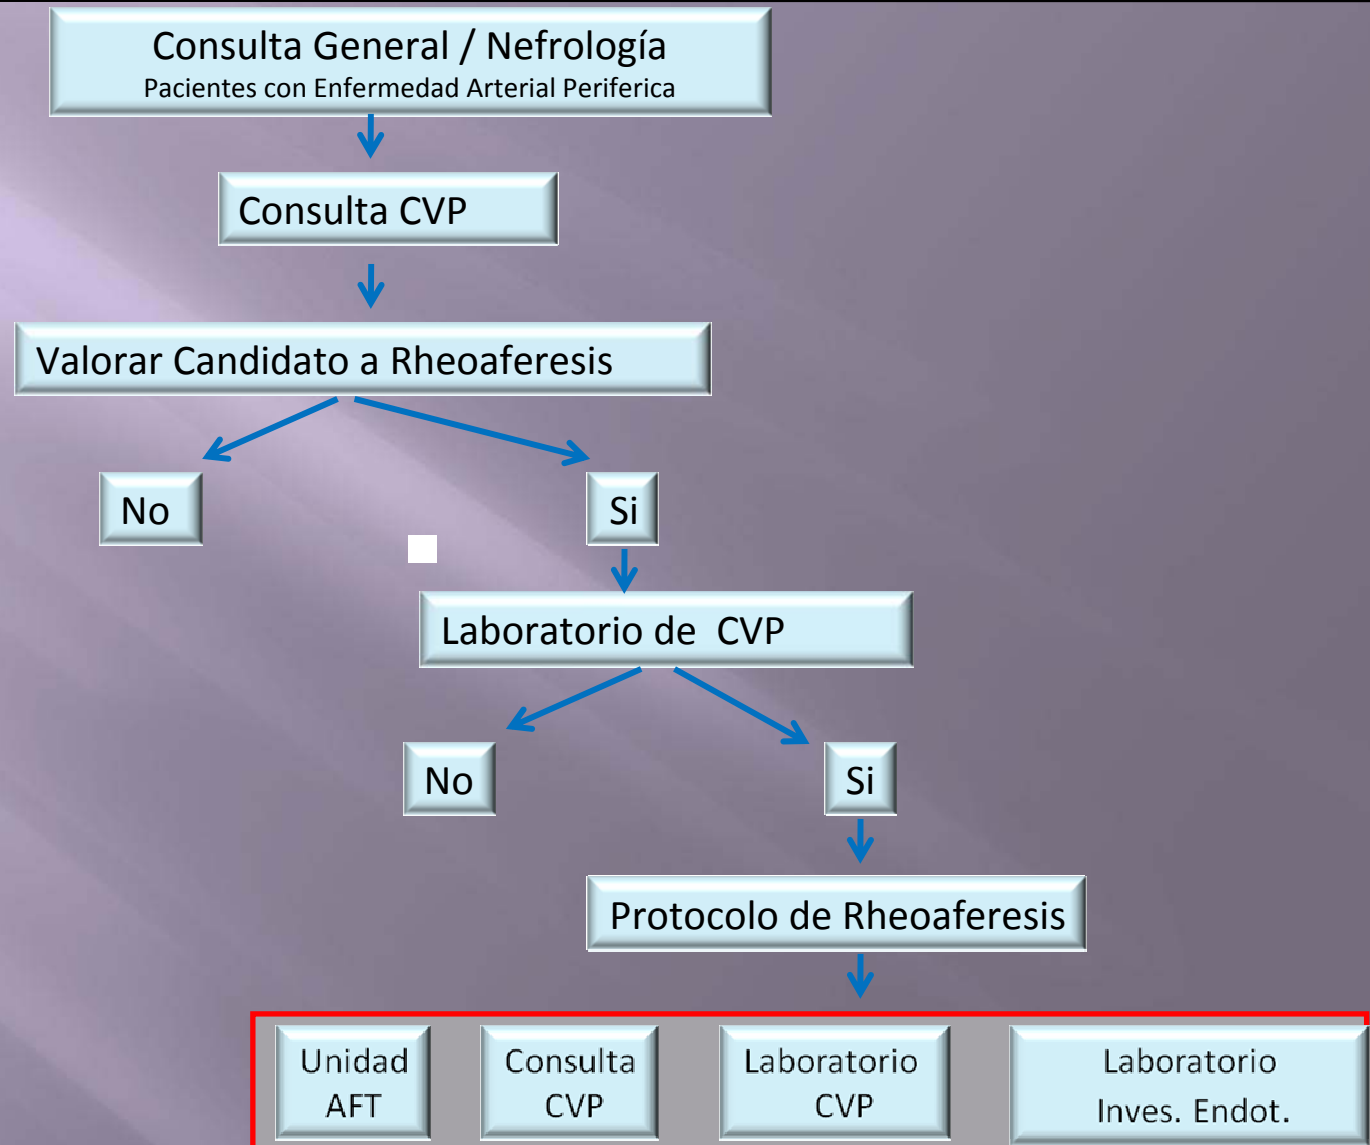 Consulta General / Nefrología
Pacientes con Enfermedad Arterial Periferica
Consulta CVP
Valorar Candidato a Rheoaferesis
No
Si
Laboratorio de CVP
No
Si
Protocolo de Rheoaferesis
Unidad
AFT
Consulta
CVP
Laboratorio
CVP
Laboratorio
Inves. Endot.